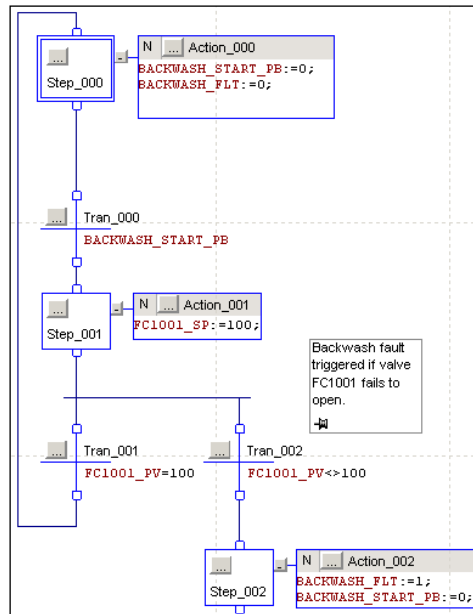 N ... Action_000
...
Step_000
-
BACKWASH_START_PB:=0;
BACKWASH_FLT:=0;
... Tran_000
BACKWASH_START_PB
N ... Action_001
...
Step_001
-
FC1001_SP:=100;
Backwash fault
triggered if valve
FC1001 fails to
open.
... Tran_001
FC1001_PV=100
... Tran_002
FC1001_PV<>100
N ... Action_002
...
Step_002
-
BACKWASH_FLT:=1;
BACKWASH_START_PB:=0;